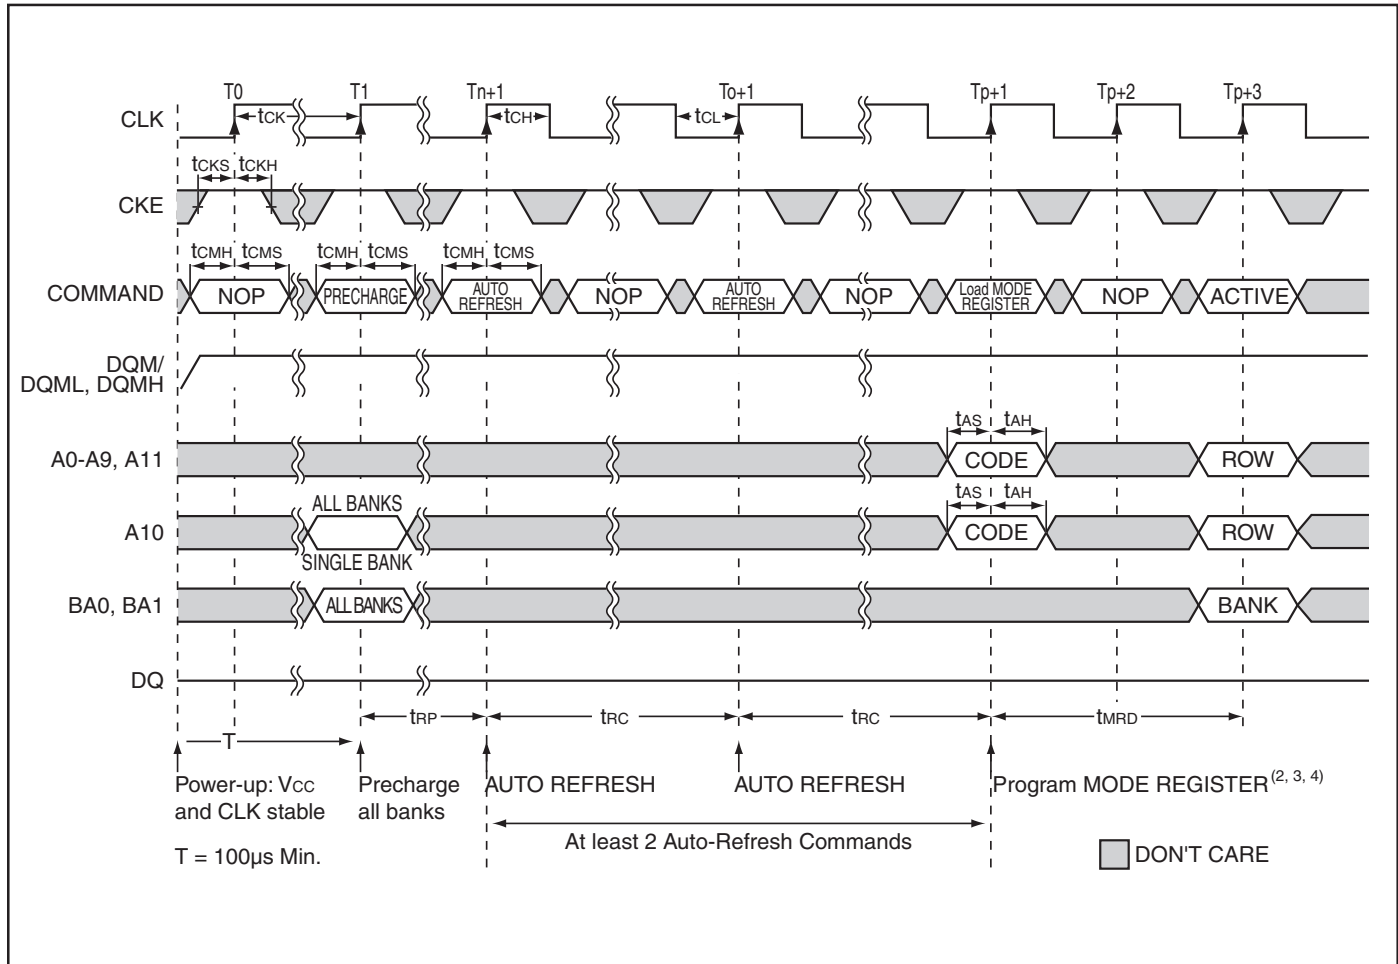 T0 T1 Tn+1 To+1 Tp+1 Tp+2 Tp+3
CLK tCK tCH tCL
tCKS tCKH
CKE
tCMH tCMS tCMH tCMS tCMH tCMS
COMMAND NOP PRECHARGE AUTO REFRESH NOP AUTO REFRESH NOP Load MODE REGISTER NOP ACTIVE
DQM/
DQML, DQMH
tAS tAH
A0-A9, A11 CODE ROW
ALL BANKS tAS tAH
A10 CODE ROW
SINGLE BANK
BA0, BA1 ALL BANKS BANK
DQ
tRP tRC tRC tMRD
T
Power-up: VCC
and CLK stable
Precharge
all banks
AUTO REFRESH
AUTO REFRESH
Program MODE REGISTER(2, 3, 4)
At least 2 Auto-Refresh Commands
T = 100µs Min.
DON'T CARE